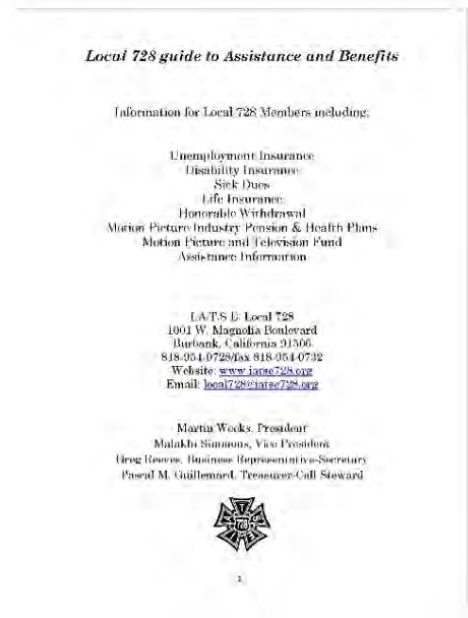 Local 728 guide to Assistance and Benefits
Information for Local 728 Members including:
Unemployment Insurance
Disability Insurance
Sick Dues
Life Insurance
Honorable Withdrawal
Motion Picture Industry Pension & Health Plans
Motion Picture and Television Fund
Assistance Information
I.A.T.S.E. Local 728
1001 W. Magnolia Boulevard
Burbank, California 91506
818-954-0728/fax 818-954-0732
Website: www.iatse728.org
Email: local728@iatse728.org
Martin Weeks, President
Malakhi Simmons, Vice President
Greg Reeves, Business Representative-Secretary
Pascal M. Guillemard, Treasurer-Call Steward
728
1